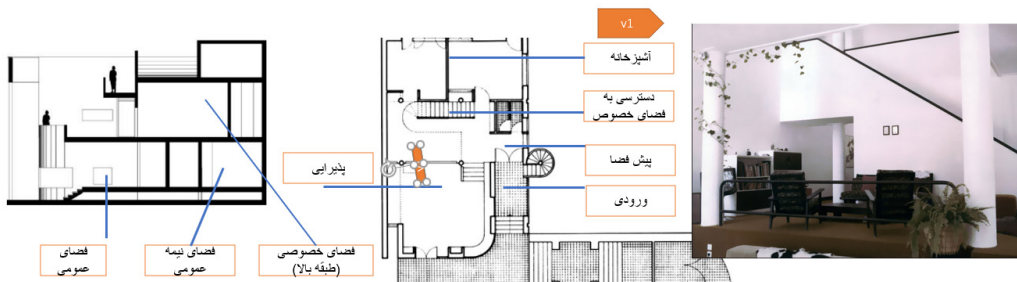 v1
آشپزخانه
دسترسی به
فضای خصوص
پیش فضا
ورودی
پذیرایی
فضای خصوصی
(طبقه بالا)
فضای نیمه
عمومی
فضای
عمومی